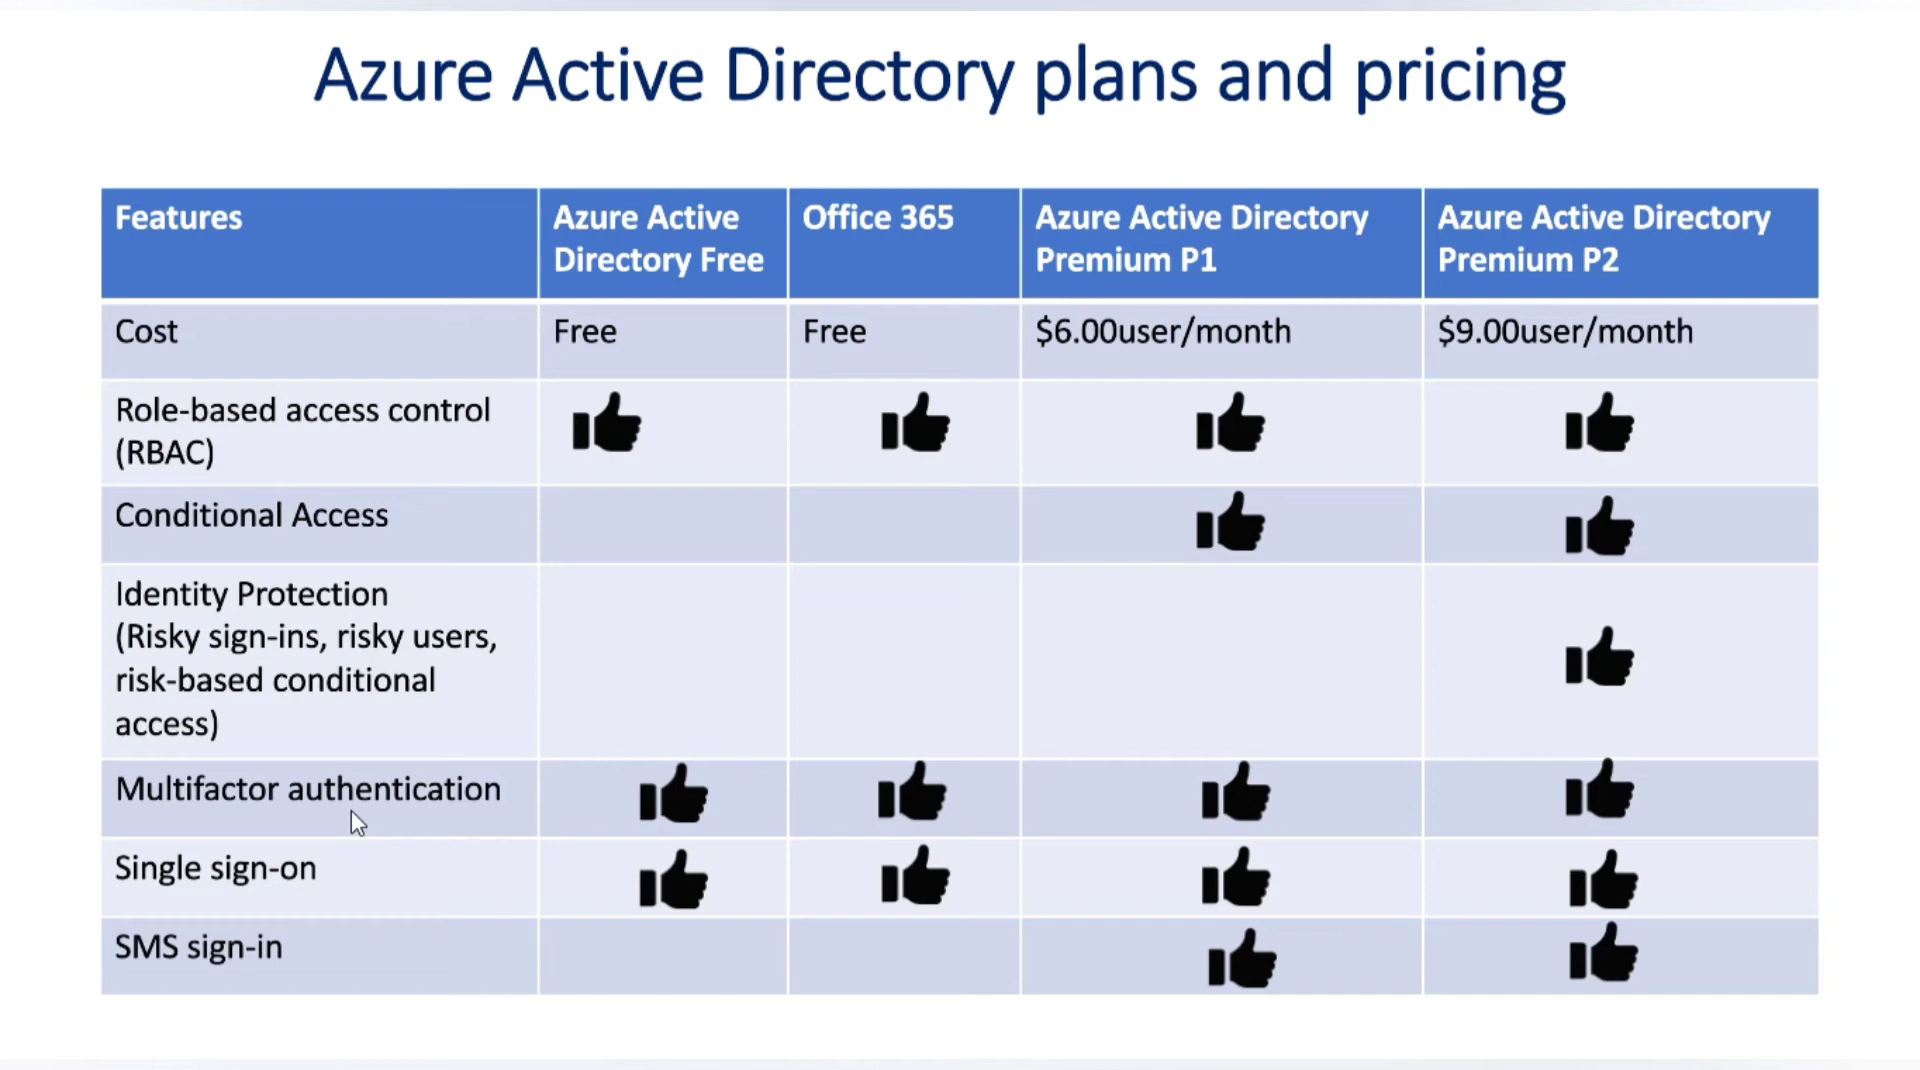 Azure Active Directory plans and pricing
Features
Azure Active
Directory Free
Office 365
Azure Active Directory
Premium P1
Azure Active Directory
Premium P2
Cost
Free
Free
$6.00user/month
$9.00user/month
Role-based access control
(RBAC)
Conditional Access
Identity Protection
(Risky sign-ins, risky users,
risk-based conditional
access)
Multifactor authentication
Single sign-on
SMS sign-in